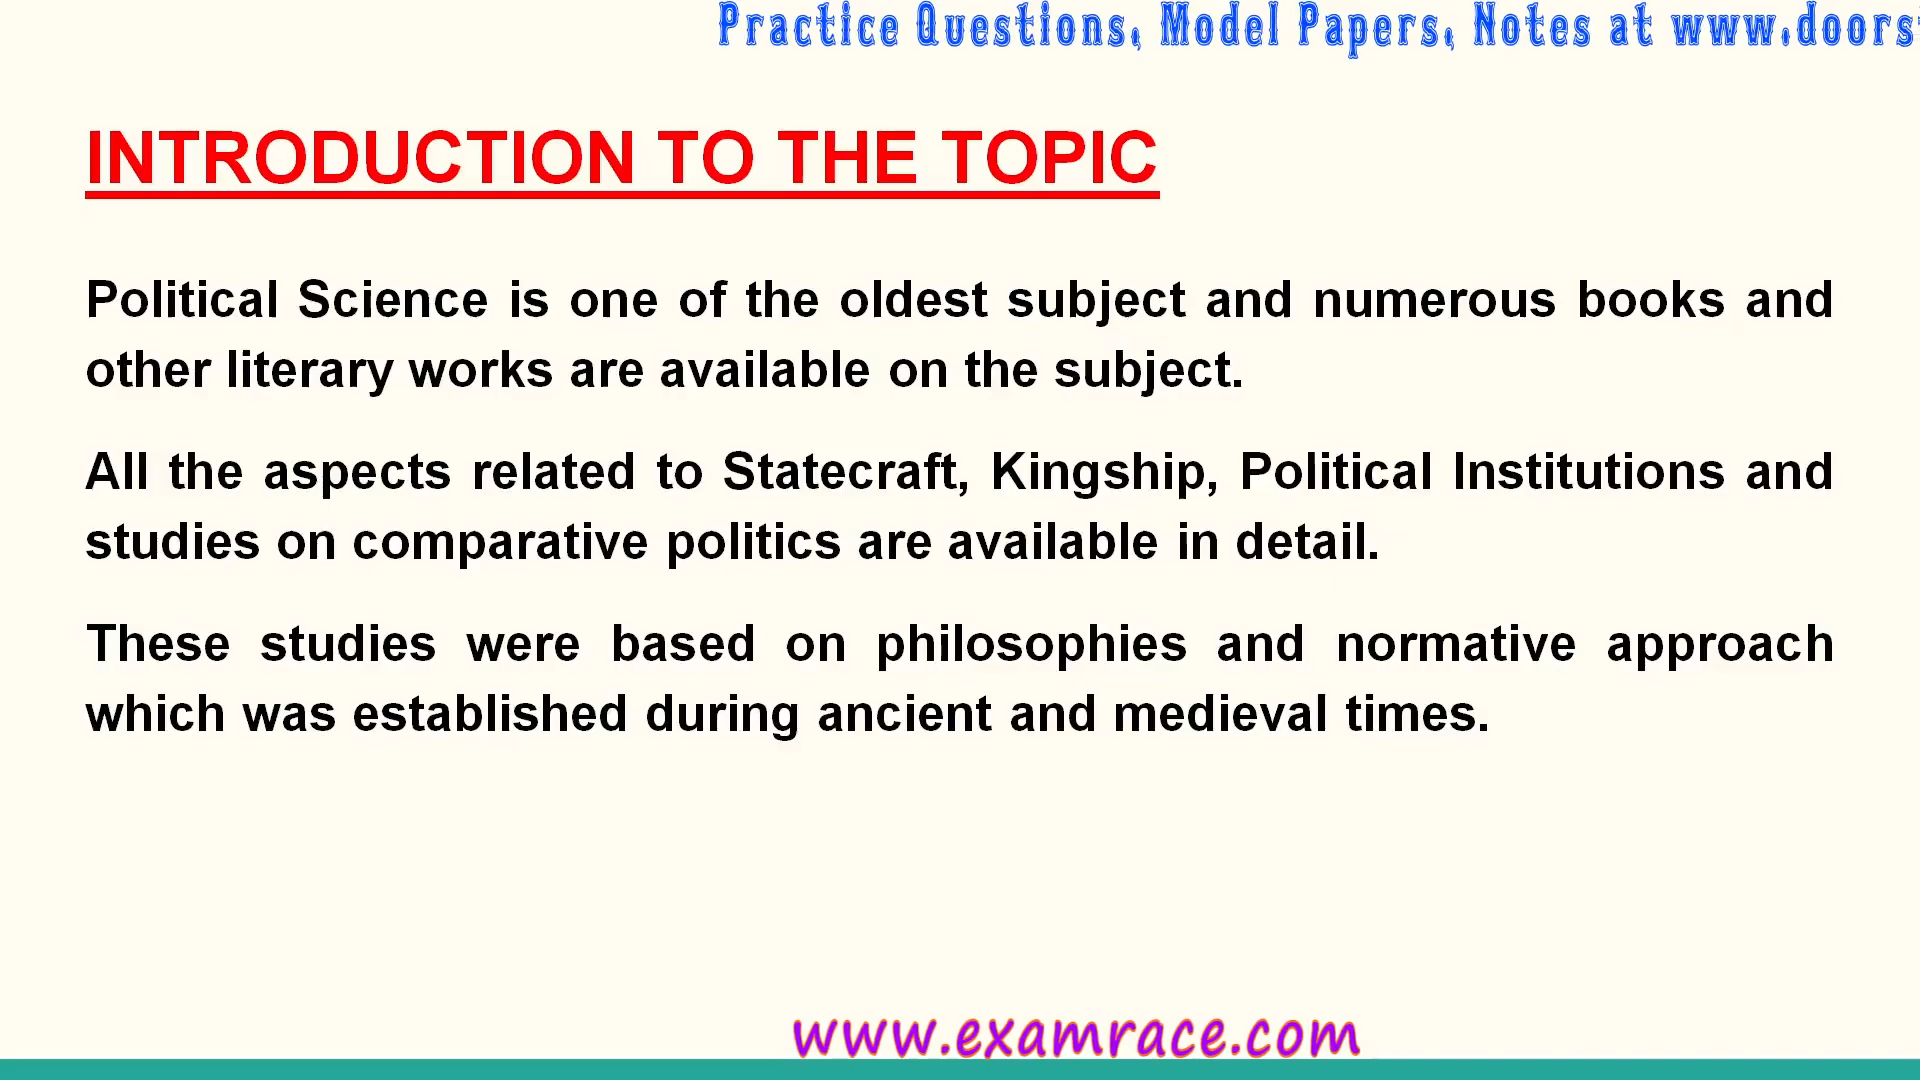 Practice Questions, Model Papers, Notes at www.doors
INTRODUCTION TO THE TOPIC
Political Science is one of the oldest subject and numerous books and
other literary works are available on the subject.
All the aspects related to Statecraft, Kingship, Political Institutions and
studies on comparative politics are available in detail.
These studies were based on philosophies and normative approach
which was established during ancient and medieval times.
www.examrace.com